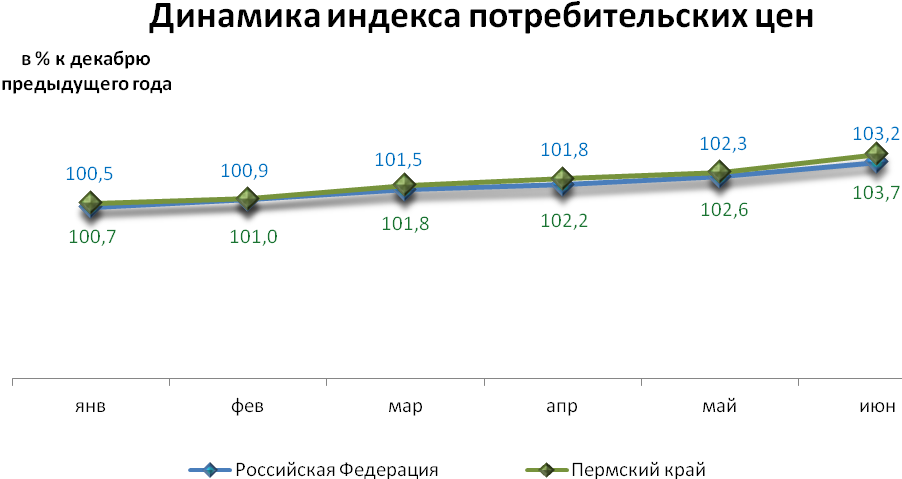 Динамика индекса потребительских цен
в % к декабрю
предыдущего года
100,5 100,9 101,5 101,8 102,3 103,2
100,7 101,0 101,8 102,2 102,6 103,7
янв фев мар апр май июн
Российская Федерация Пермский край